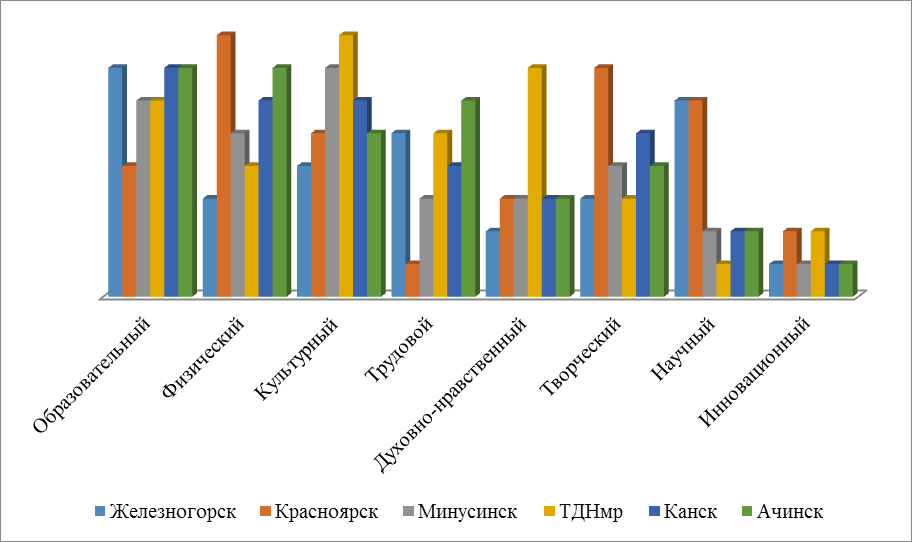 Образовательный
Физический
Культурный
Трудовой
Духовно-нравственный
Творческий
Научный
Инновационный
Железногорск Красноярск Минусинск ТДНмр Канск Ачинск